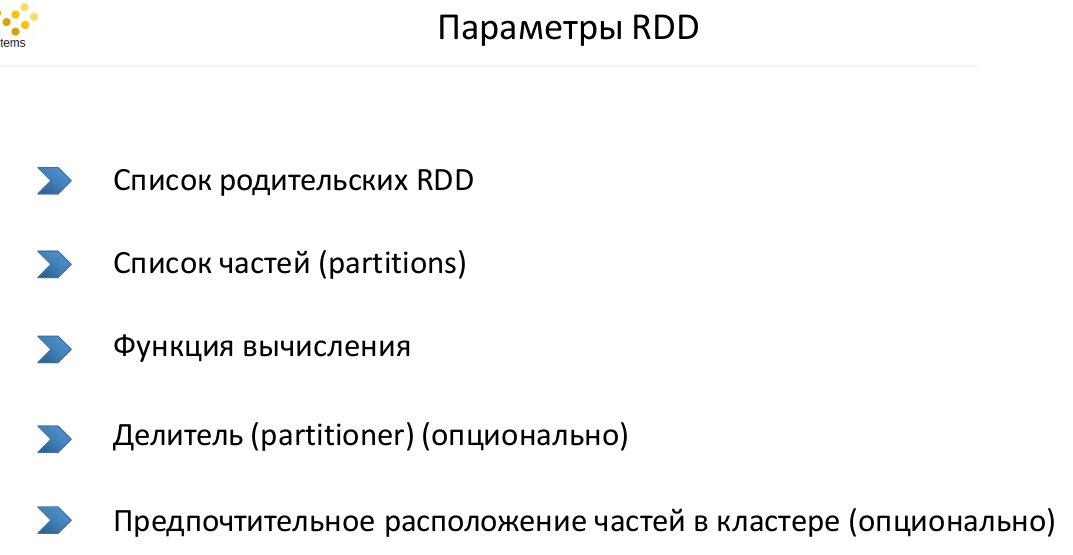 Параметры RDD
tems
Список родительских RDD
Список частей (partitions)
Функция вычисления
Делитель (partitioner) (опционально)
Предпочтительное расположение частей в кластере (опционально)